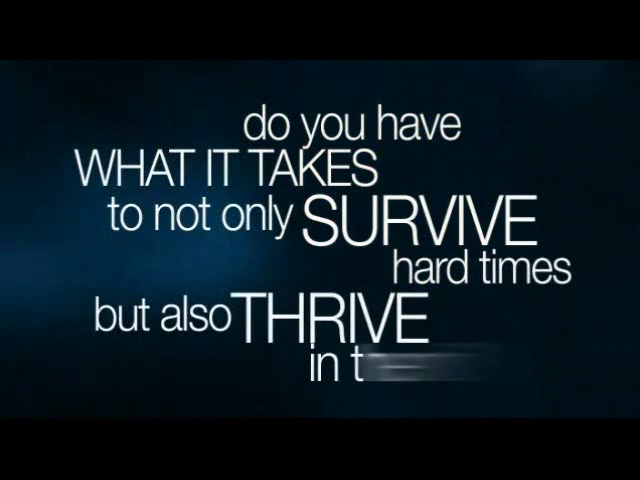 do you have
WHAT IT TAKES
to not only SURVIVE
hard times
but also THRIVE
in t